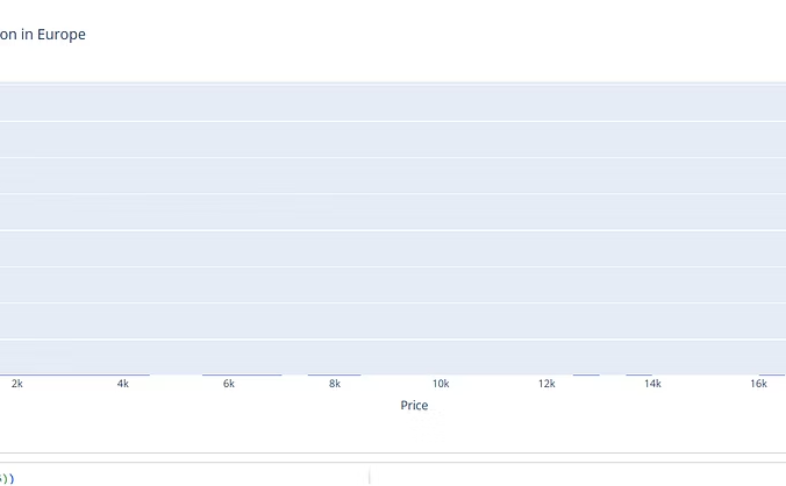 on in Europe
2k 4k 6k 8k 10k 12k 14k 16k
Price
))